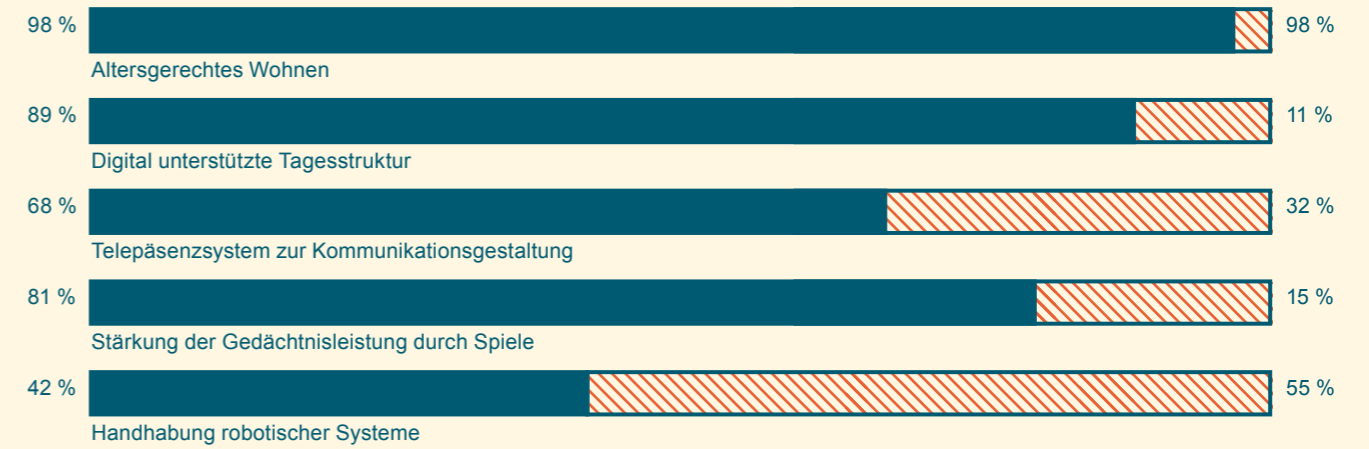 98 % 98 %
Altersgerechtes Wohnen
89 % 11 %
Digital unterstützte Tagesstruktur
68 % 32 %
Telepäsenzsystem zur Kommunikationsgestaltung
81 % 15 %
Stärkung der Gedächtnisleistung durch Spiele
42 % 55 %
Handhabung robotischer Systeme